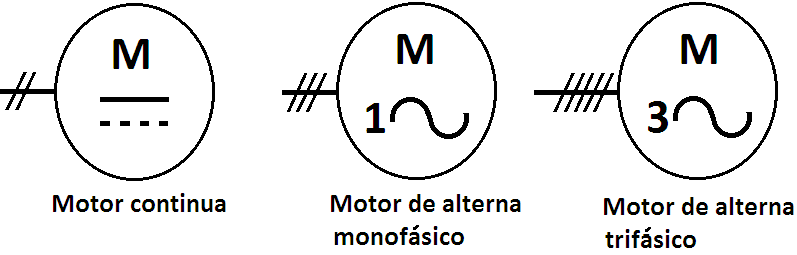 M
Motor continua
M
1
Motor de alterna
monofásico
M
3
Motor de alterna
trifásico